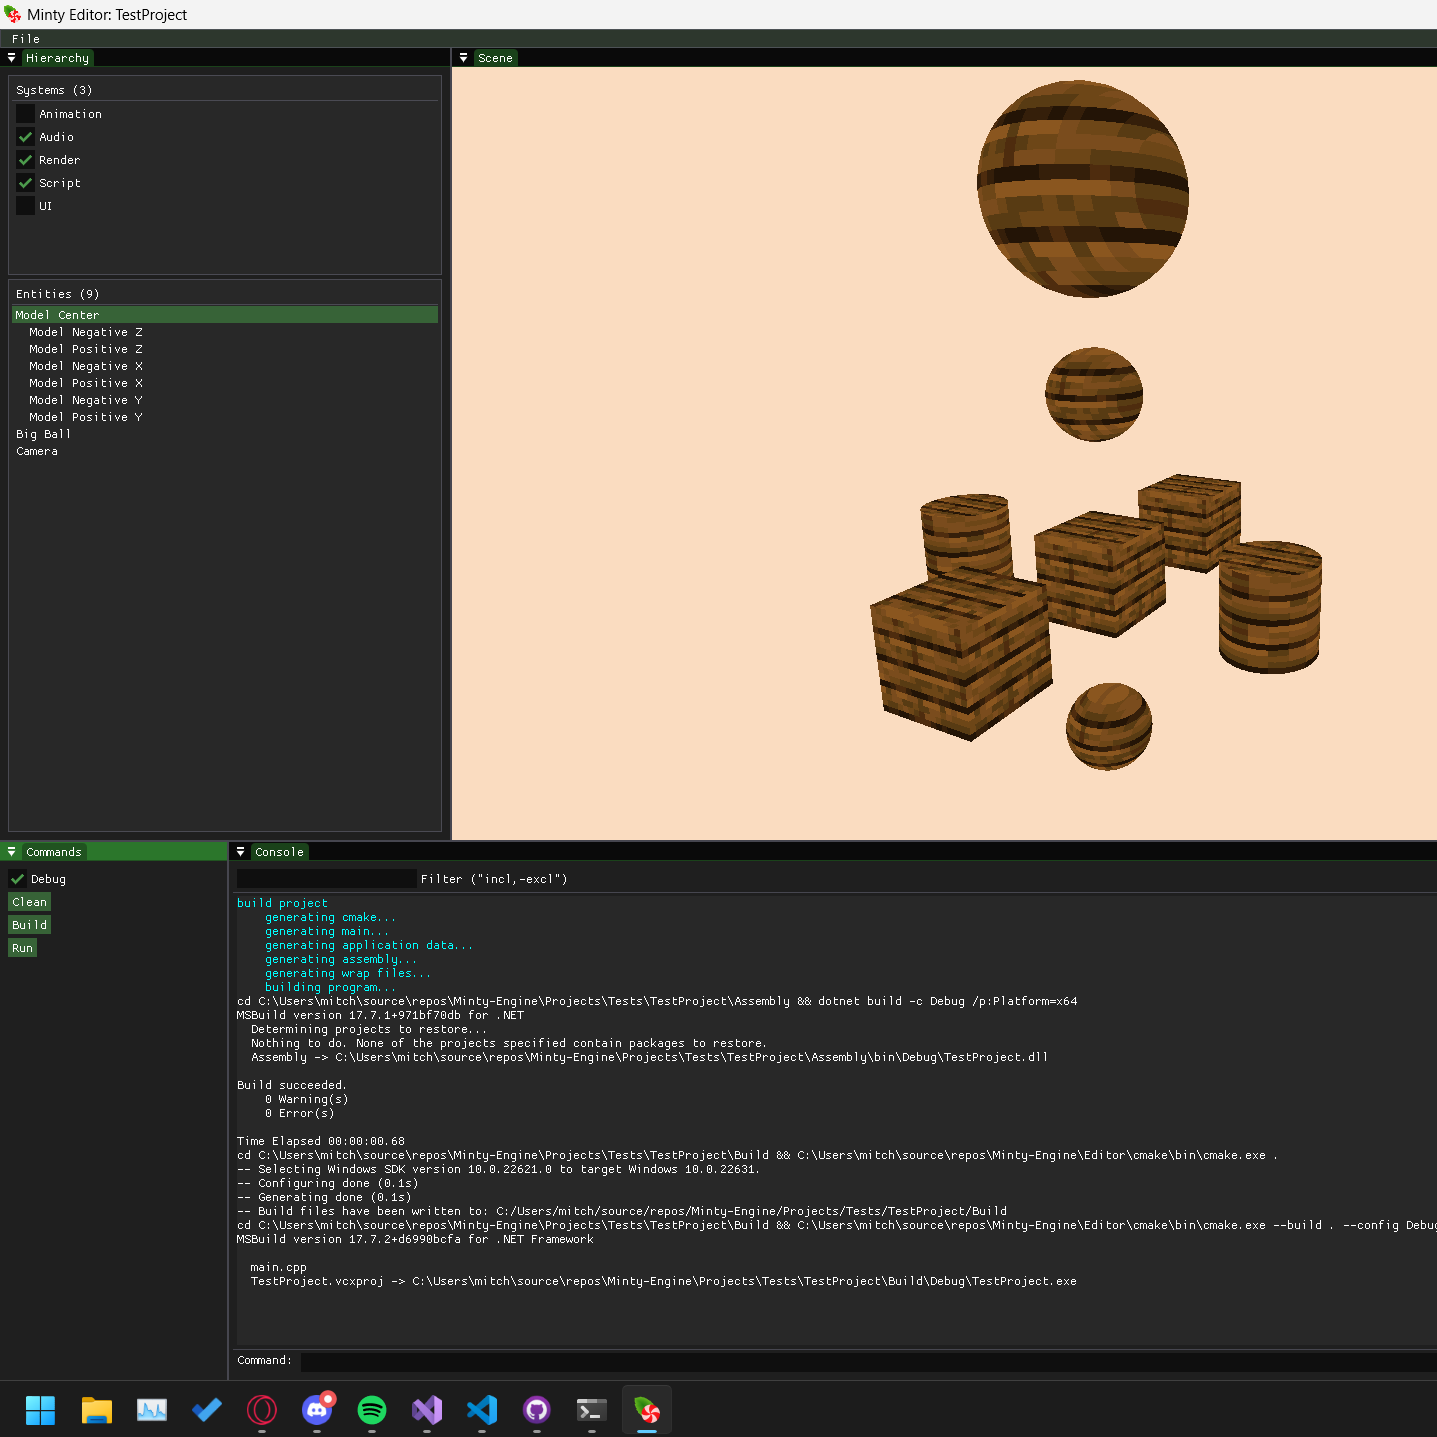 Minty Editor: TestProject
File
Hierarchy
Scene
Systems (3)
Animation
Audio
Render
Script
UI
Entities (9)
Model Center
Model Negative Z
Model Positive Z
Model Negative X
Model Positive X
Model Negative Y
Model Positive Y
Big Ball
Camera
Commands
Debug
Clean
Build
Run
Console
Filter ("incl,-excl")
build project
generating cmake...
generating main...
generating application data...
generating assembly...
generating wrap files...
building program...
cd C:\Users\mitch\source\repos\Minty-Engine\Projects\Tests\TestProject\Assembly && dotnet build -c Debug /p:Platform=x64
MSBuild version 17.7.1+971bf70db for .NET
Determining projects to restore...
Nothing to do. None of the projects specified contain packages to restore.
Assembly -> C:\Users\mitch\source\repos\Minty-Engine\Projects\Tests\TestProject\Assembly\bin\Debug\TestProject.dll
Build succeeded.
0 Warning(s)
0 Error(s)
Time Elapsed 00:00:00.68
cd C:\Users\mitch\source\repos\Minty-Engine\Projects\Tests\TestProject\Build && C:\Users\mitch\source\repos\Minty-Engine\Editor\cmake\bin\cmake.exe .
-- Selecting Windows SDK version 10.0.22621.0 to target Windows 10.0.22631.
-- Configuring done (0.1s)
-- Generating done (0.1s)
-- Build files have been written to: C:/Users/mitch/source/repos/Minty-Engine/Projects/Tests/TestProject/Build
cd C:\Users\mitch\source\repos\Minty-Engine\Projects\Tests\TestProject\Build && C:\Users\mitch\source\repos\Minty-Engine\Editor\cmake\bin\cmake.exe --build . --config Debug
MSBuild version 17.7.2+d6990bcfa for .NET Framework
main.cpp
TestProject.vcxproj -> C:\Users\mitch\source\repos\Minty-Engine\Projects\Tests\TestProject\Build\Debug\TestProject.exe
Command: